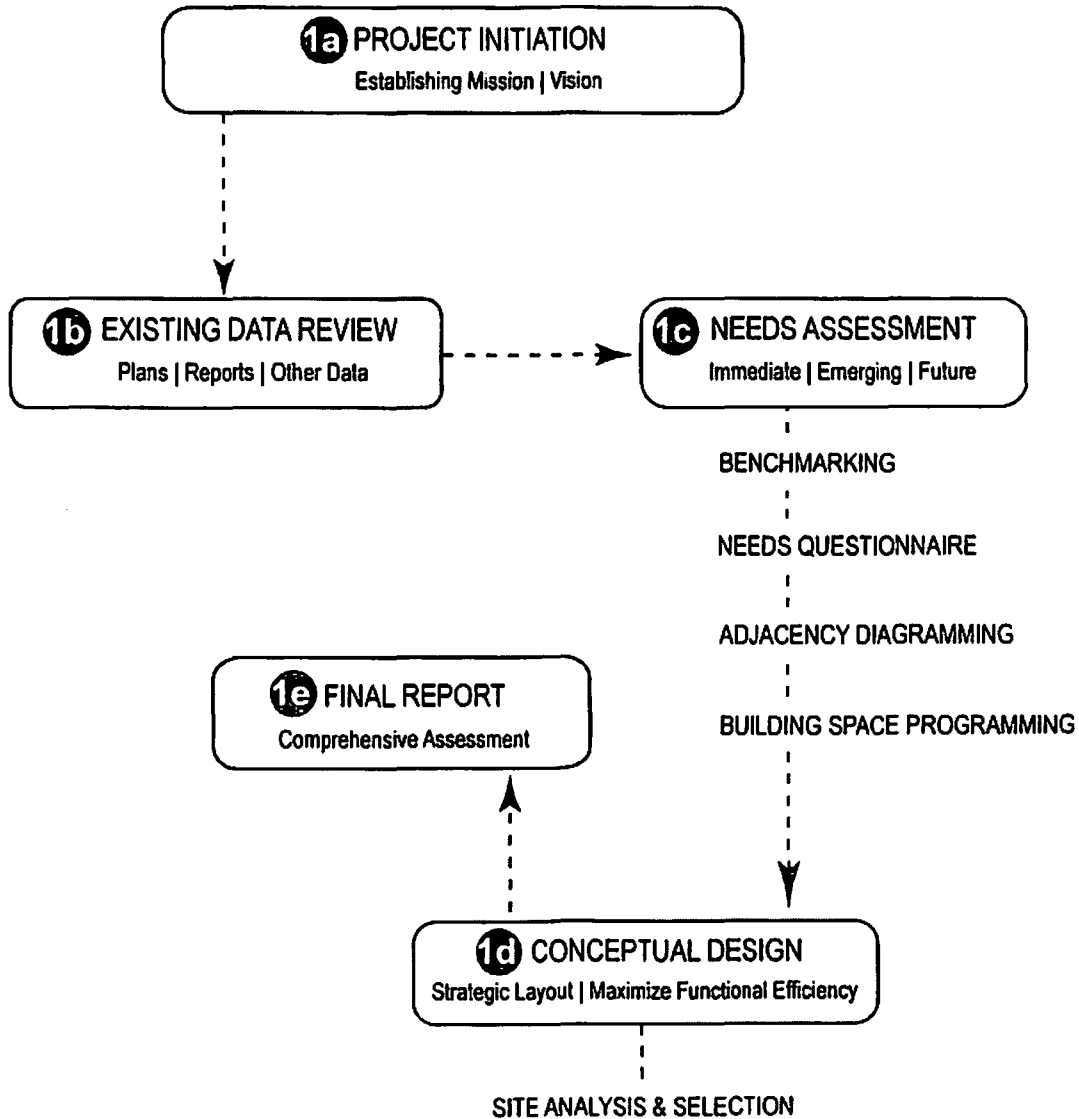 1a PROJECT INITIATION
Establishing Mission | Vision
1b EXISTING DATA REVIEW
Plans | Reports | Other Data
1c NEEDS ASSESSMENT
Immediate | Emerging | Future
BENCHMARKING
NEEDS QUESTIONNAIRE
ADJACENCY DIAGRAMMING
BUILDING SPACE PROGRAMMING
1e FINAL REPORT
Comprehensive Assessment
1d CONCEPTUAL DESIGN
Strategic Layout | Maximize Functional Efficiency
SITE ANALYSIS & SELECTION